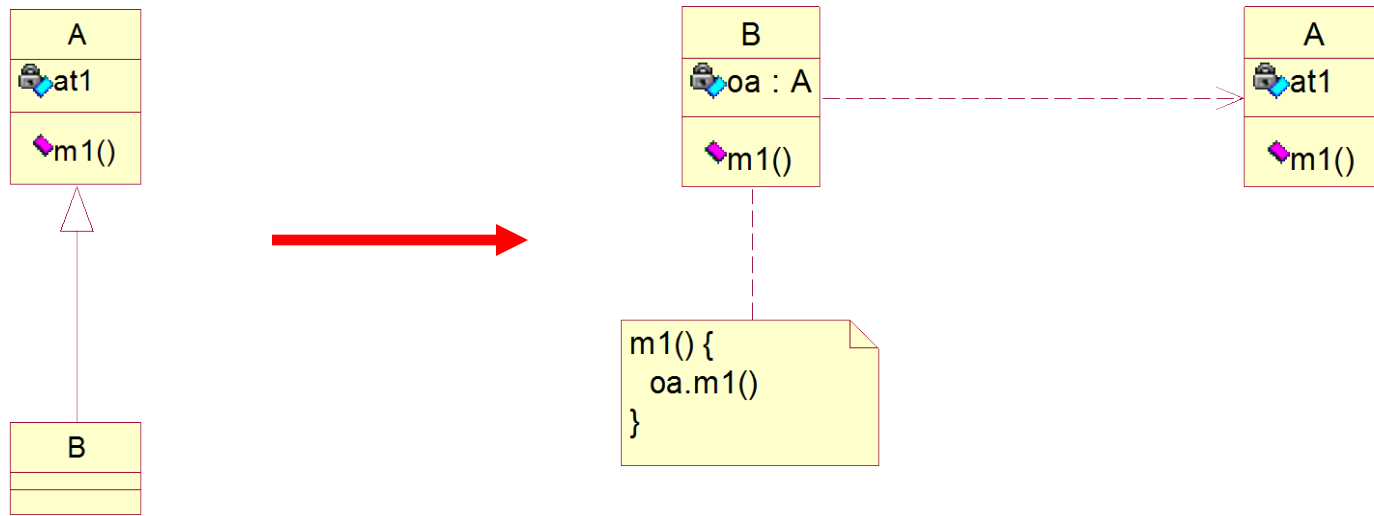 A
at1
m1()
B
B
oa : A
m1()
A
at1
m1()
m1() {
oa.m1()
}